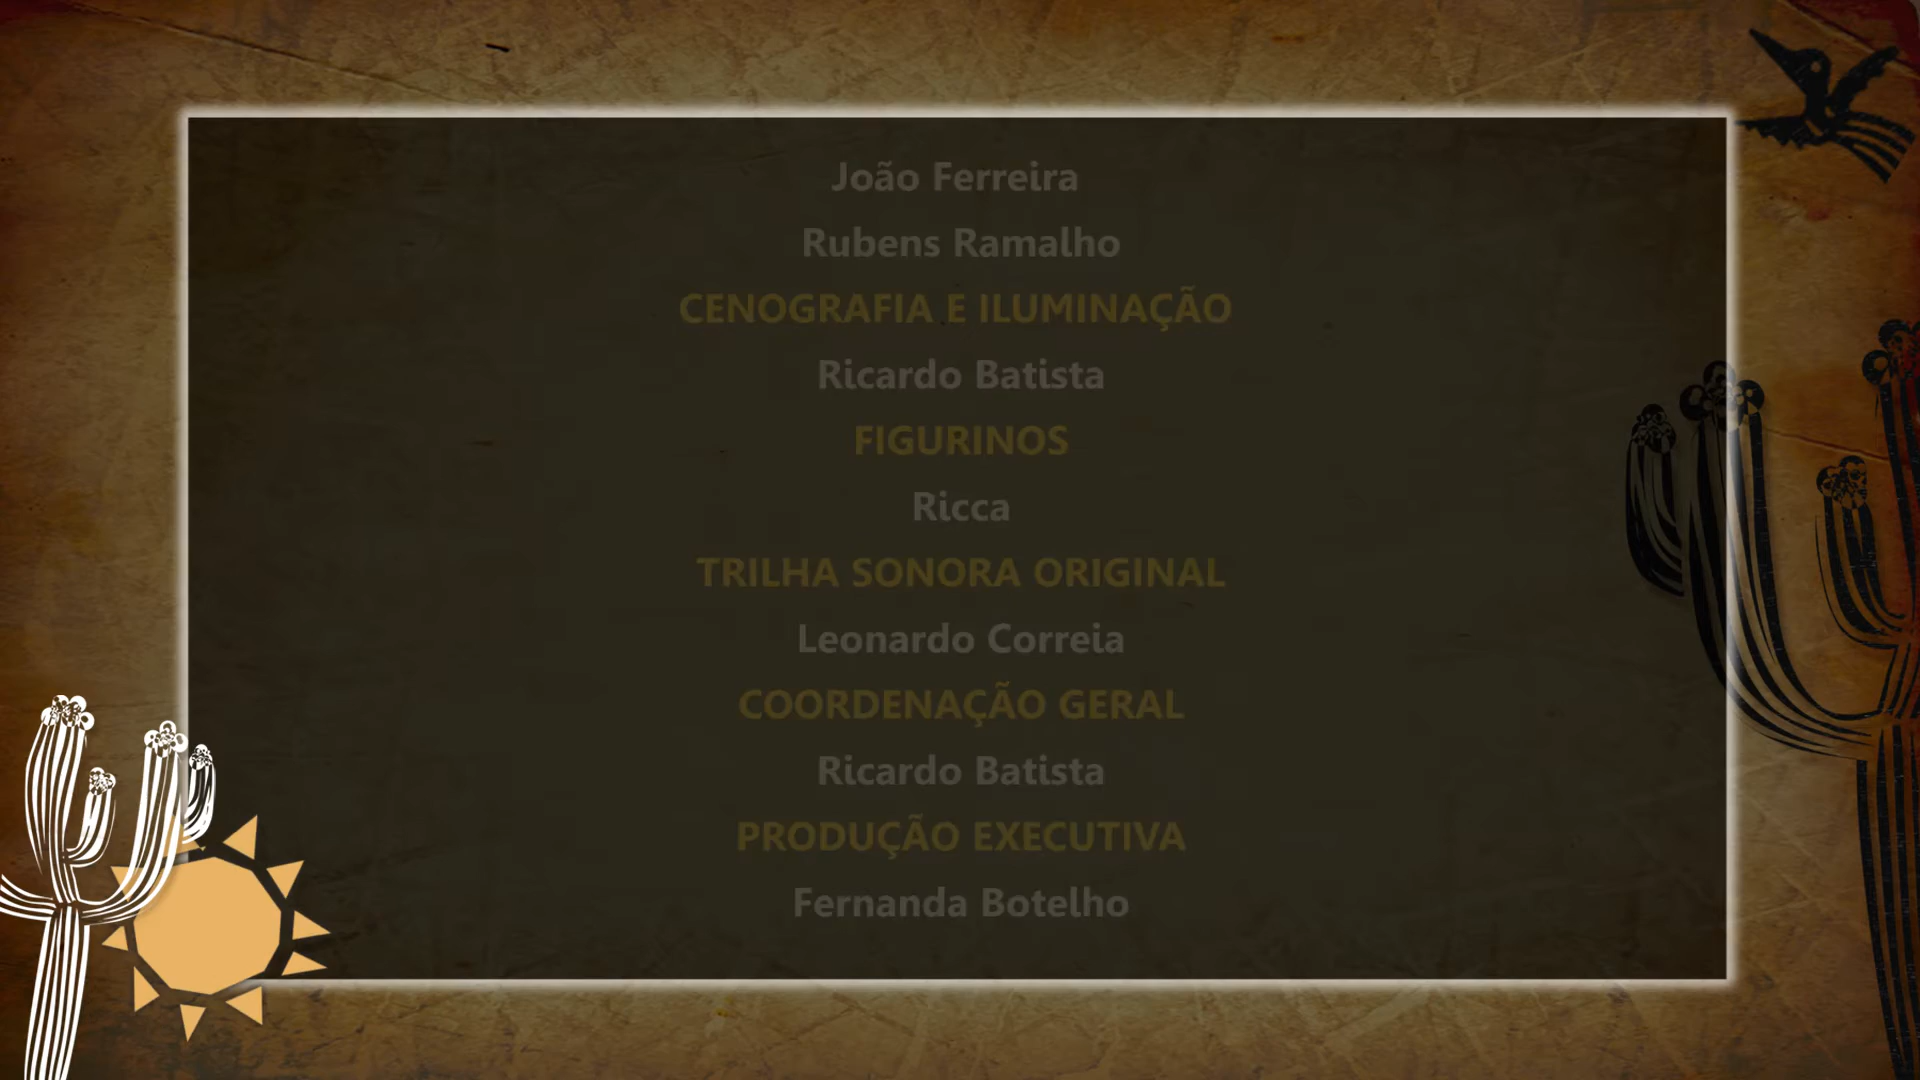 João Ferreira
Rubens Ramalho
CENOGRAFIA E ILUMINAÇÃO
Ricardo Batista
FIGURINOS
Ricca
TRILHA SONORA ORIGINAL
Leonardo Correia
COORDENAÇÃO GERAL
Ricardo Batista
PRODUÇÃO EXECUTIVA
Fernanda Botelho